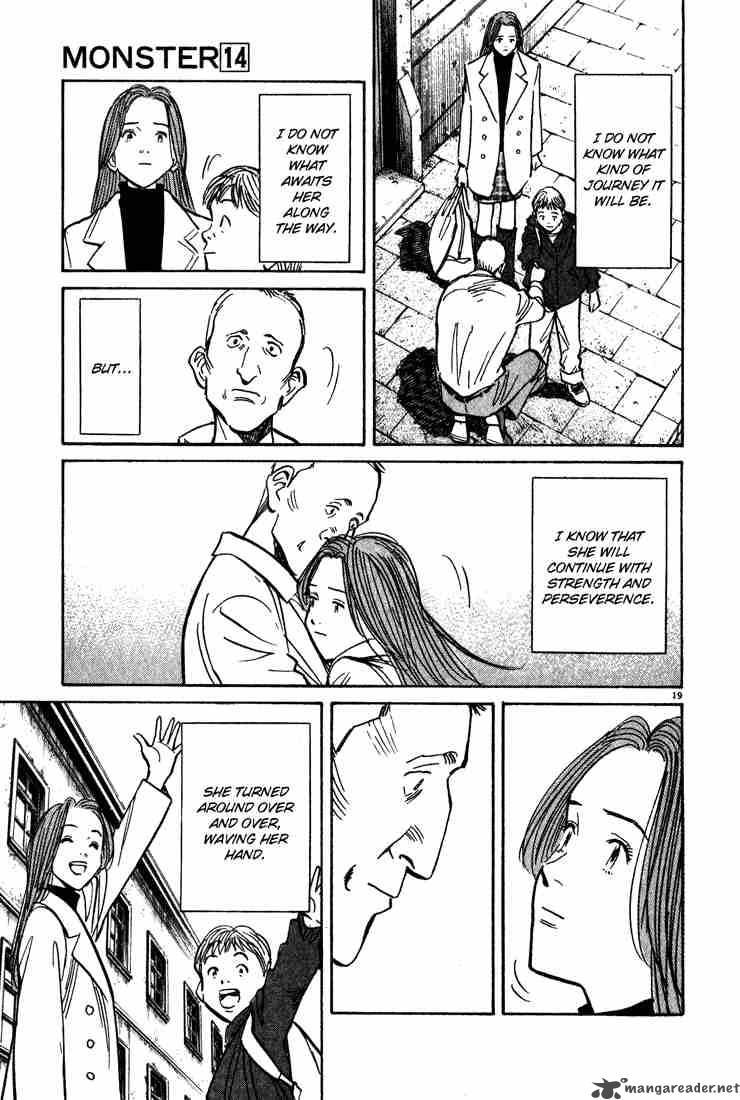 MONSTER 14
I DO NOT
KNOW WHAT
KIND OF
JOURNEY IT
WILL BE.
I DO NOT
KNOW
WHAT
AWAITS
HER
ALONG
THE WAY.
BUT...
I KNOW THAT
SHE WILL
CONTINUE WITH
STRENGTH AND
PERSEVERENCE.
19
SHE TURNED
AROUND OVER
AND OVER,
WAVING HER
HAND.
mangareader.net